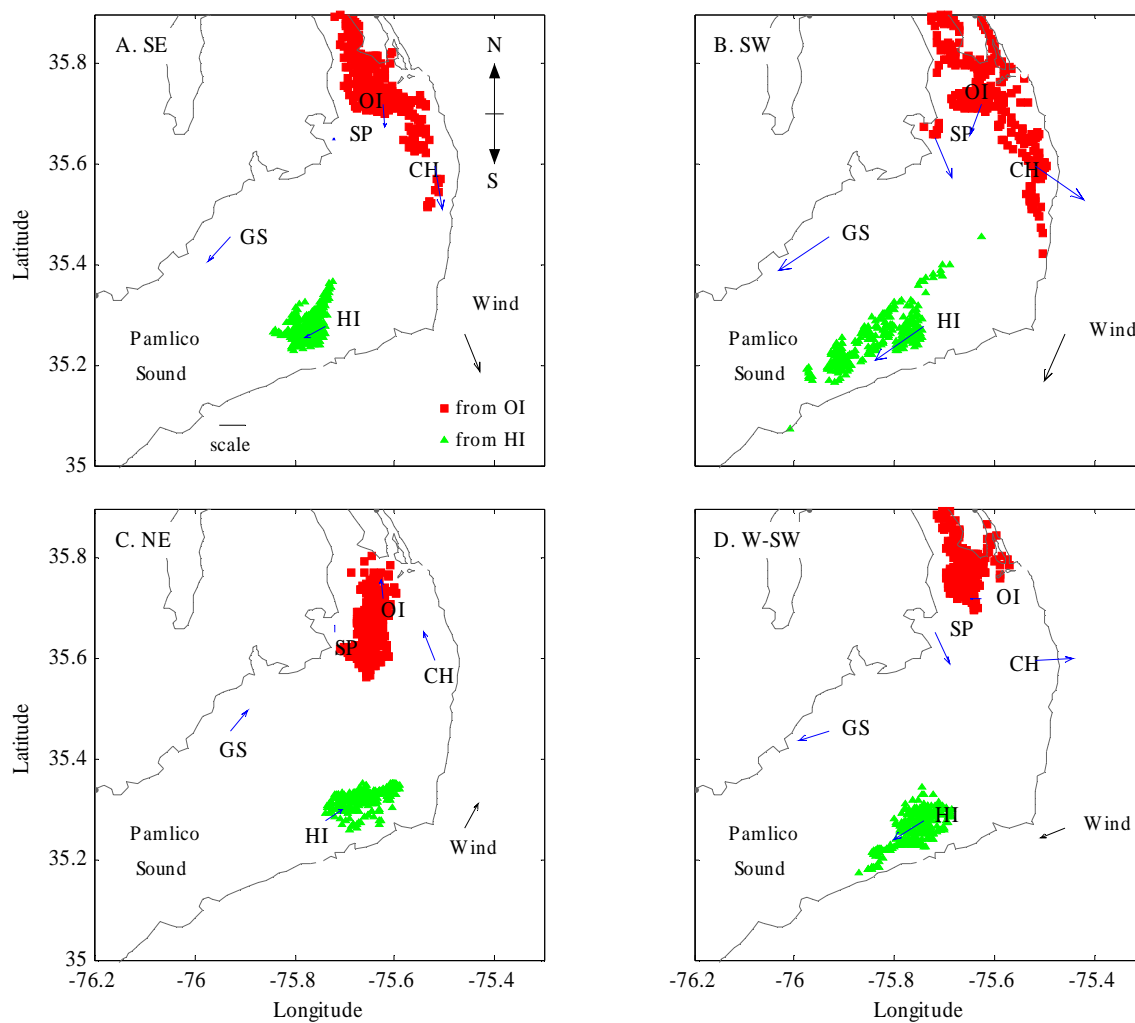 A. SE
N
OI
SP
CH
S
GS
HI
Wind
Pamlico
Sound
from OI
from HI
scale
35.8
35.6
35.4
35.2
35
Latitude
B. SW
OI
SP
CH
GS
HI
Wind
Pamlico
Sound
C. NE
OI
SP
CH
GS
HI
Wind
Pamlico
Sound
35.8
35.6
35.4
35.2
35
Latitude
-76.2 -76 -75.8 -75.6 -75.4
Longitude
D. W-SW
OI
SP
CH
GS
HI
Wind
Pamlico
Sound
-76.2 -76 -75.8 -75.6 -75.4
Longitude